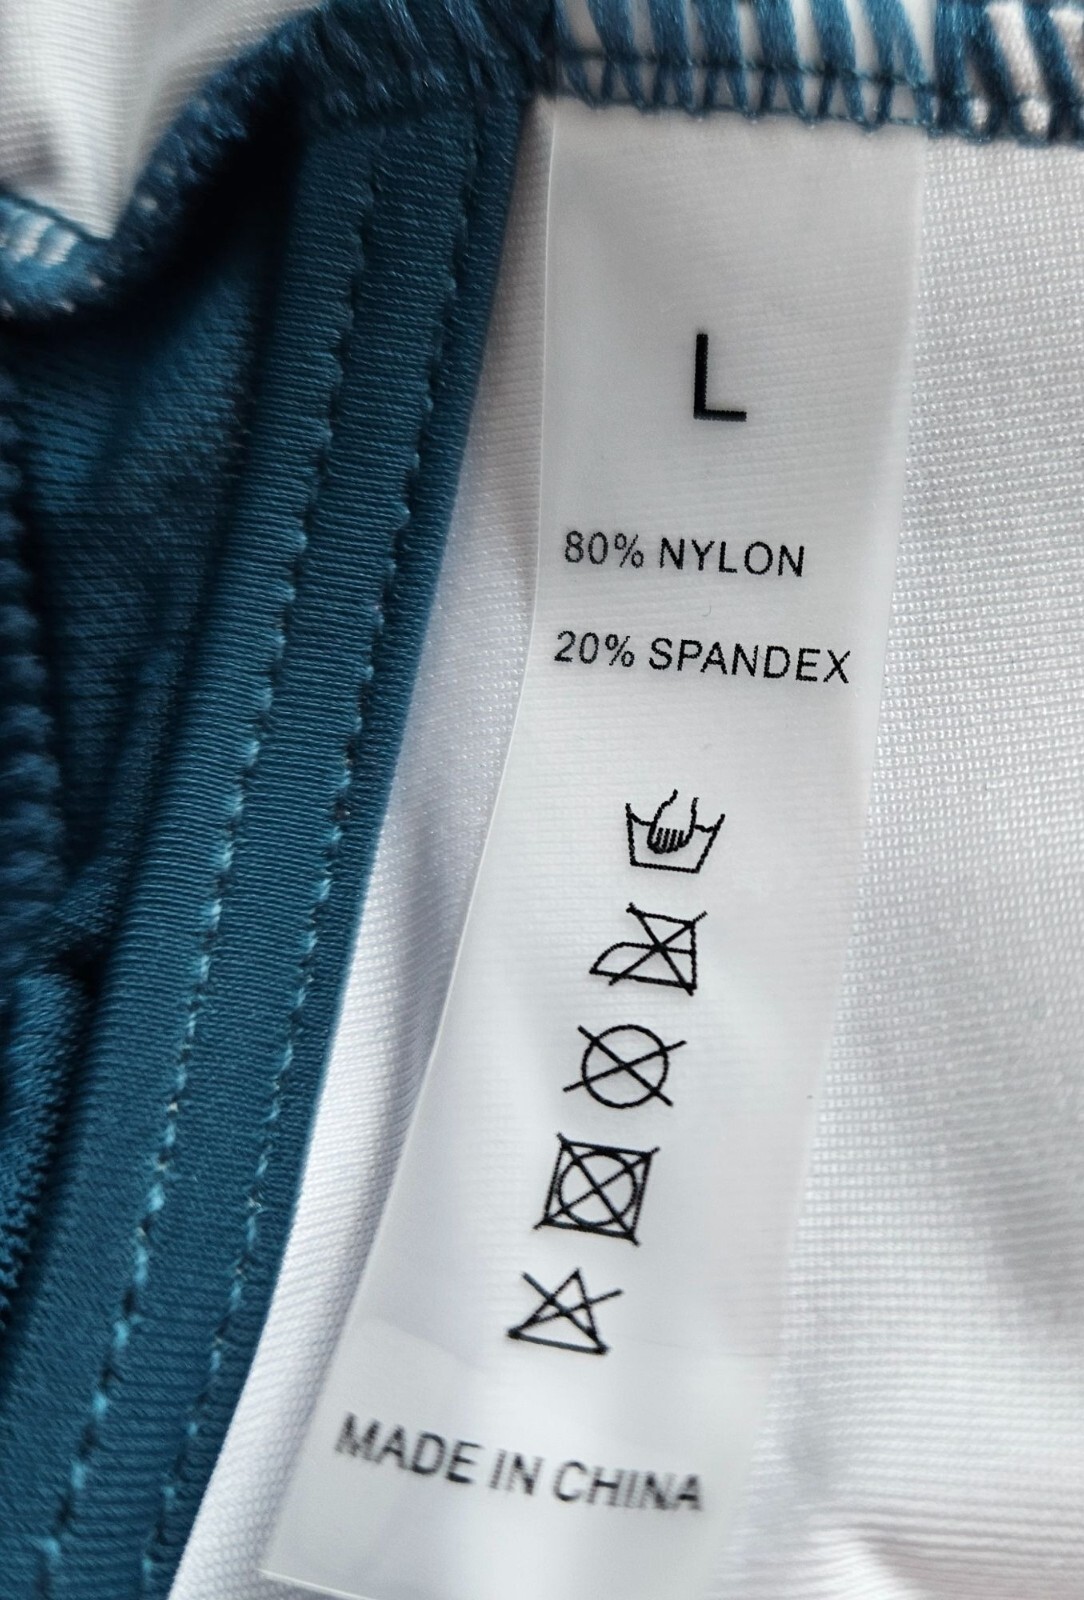 L
80% NYLON
20% SPANDEX
MADE IN CHINA